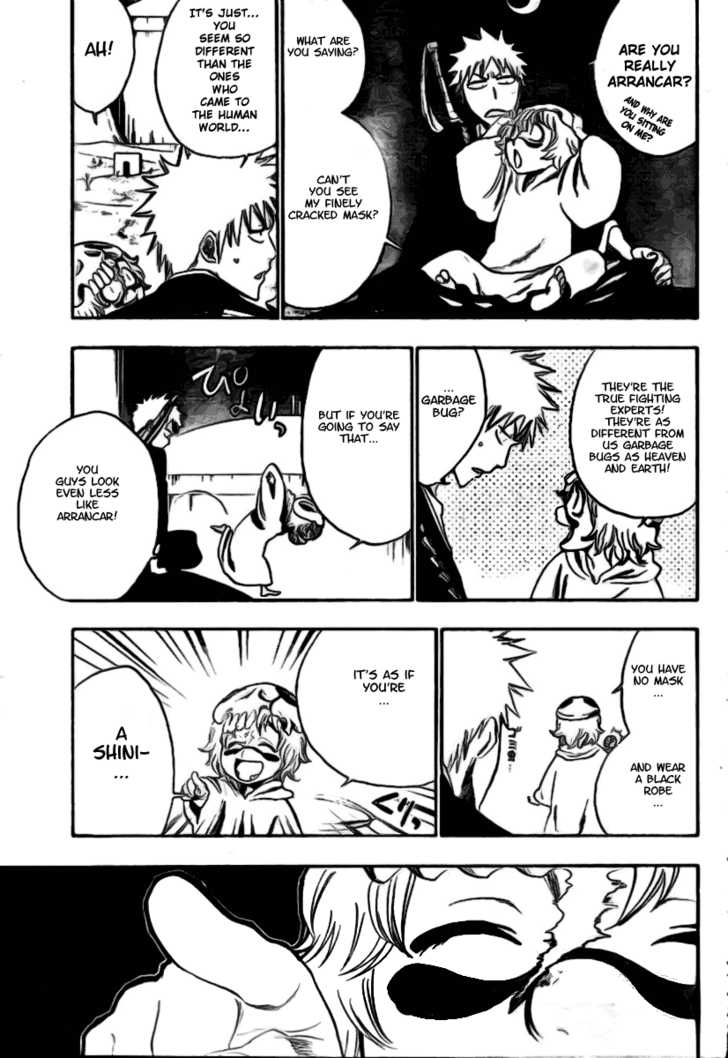 ARE YOU
REALLY
ARRANCAR?
AND WHY ARE
YOU SITTING
ON ME?
WHAT ARE
YOU SAYING?
CAN'T
YOU SEE
MY FINELY
CRACKED MASK?
IT'S JUST...
YOU
SEEM SO
DIFFERENT
THAN THE
ONES
WHO
CAME TO
THE HUMAN
WORLD...
AH!
THEY'RE THE
TRUE FIGHTING
EXPERTS!
THEY'RE AS
DIFFERENT FROM
US GARBAGE
BUGS AS HEAVEN
AND EARTH!
...
GARBAGE
BUG?
BUT IF YOU'RE
GOING TO SAY
THAT...
ぴょいっ
YOU
GUYS LOOK
EVEN LESS
LIKE
ARRANCAR!
YOU HAVE
NO MASK
...
AND WEAR
A BLACK
ROBE
...
IT'S AS IF
YOU'RE
...
A
SHINI-
...